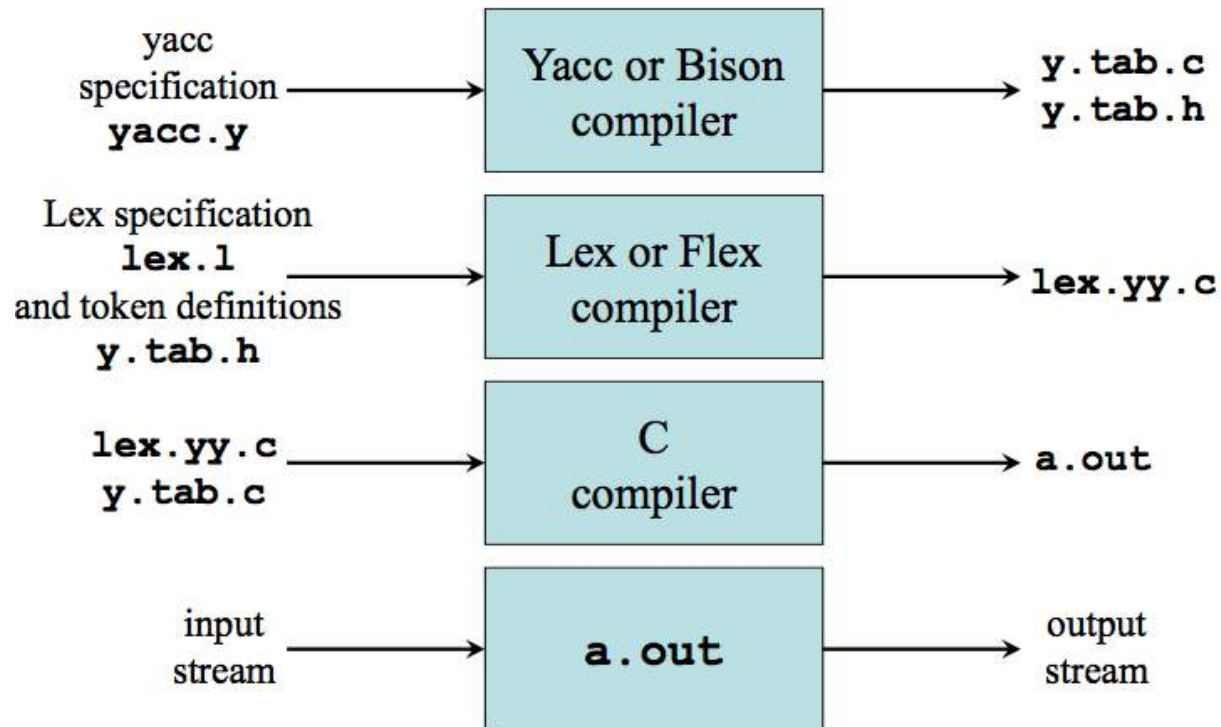 yacc
specification
yacc.y
Yacc or Bison
compiler
y.tab.c
y.tab.h
Lex specification
lex.l
and token definitions
y.tab.h
Lex or Flex
compiler
lex.yy.c
lex.yy.c
y.tab.c
C
compiler
a.out
input
stream
a.out
output
stream